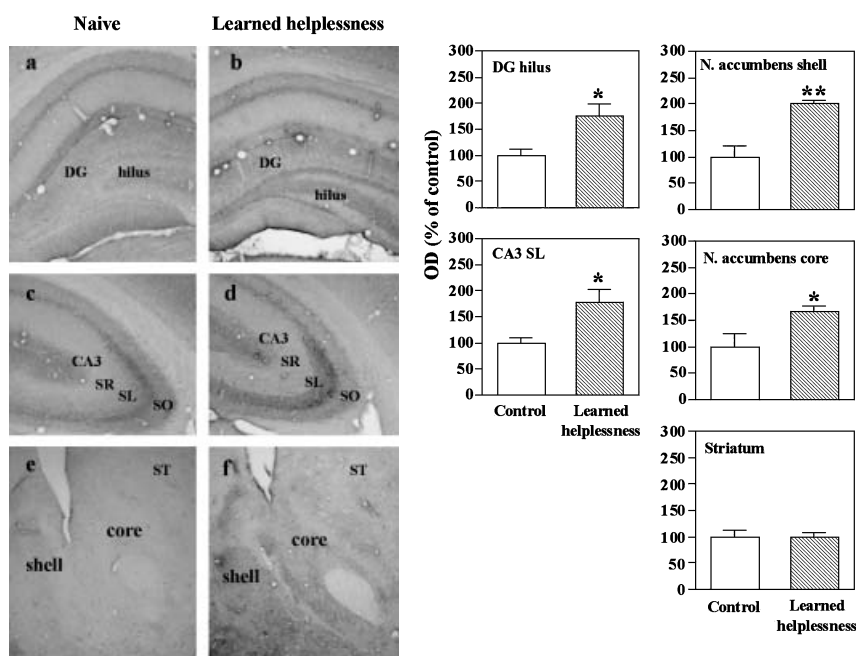 Naive
Learned helplessness
a
b
DG
hilus
DG
hilus
c
d
CA3
SR
SL
SO
CA3
SR
SL
SO
e
f
ST
core
shell
ST
core
shell
OD (% of control)
DG hilus
300
250
200
150
100
50
0
*
N. accumbens shell
300
250
200
150
100
50
0
**
CA3 SL
300
250
200
150
100
50
0
*
Control
Learned
helplessness
N. accumbens core
300
250
200
150
100
50
0
*
Striatum
300
250
200
150
100
50
0
Control
Learned
helplessness